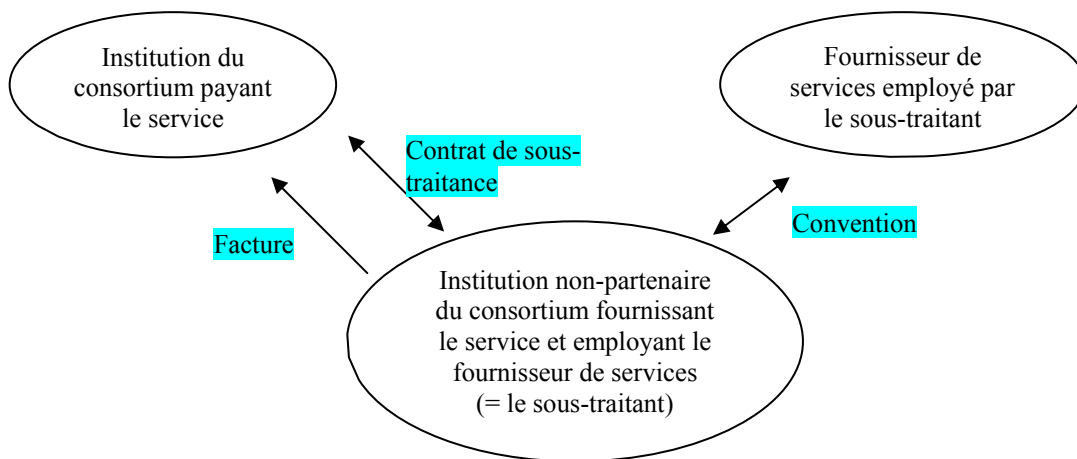 Institution du
consortium payant
le service
Fournisseur de
services employé par
le sous-traitant
Contrat de sous-
traitance
Facture
Convention
Institution non-partenaire
du consortium fournissant
le service et employant le
fournisseur de services
(= le sous-traitant)